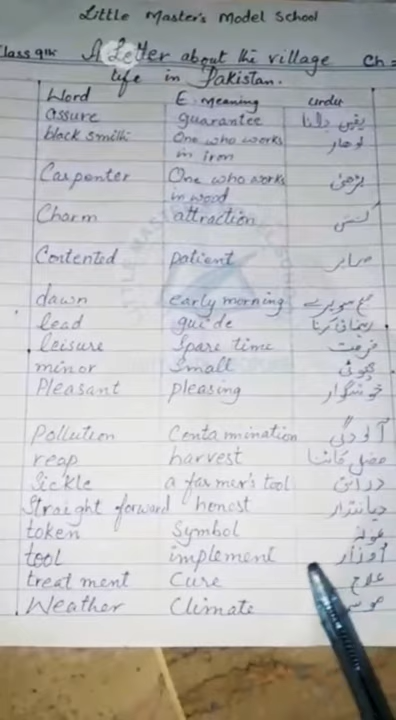 Little Master's Model School
Class 9th A Letter about the village Ch =
life in Pakistan.
Word E. Meaning urdu
assure guarantee یقین دلانا
black smith One who works لوہار
in iron
Carpenter One who works بڑھئ
in wood
Charm attraction کشش
Contented patient صابر
dawn early morning صبح سویرے
lead guide رہنمائی کرنا
leisure Spare time فرصت
minor Small چھوٹی
Pleasant pleasing خوشگوار
Pollution Contamination آلودگی
reap harvest فصل کاٹنا
Sickle a farmer's tool درانتی
Straight forward honest دیانتدار
token Symbol
tool implement اوزار
treatment Cure علاج
Weather Climate